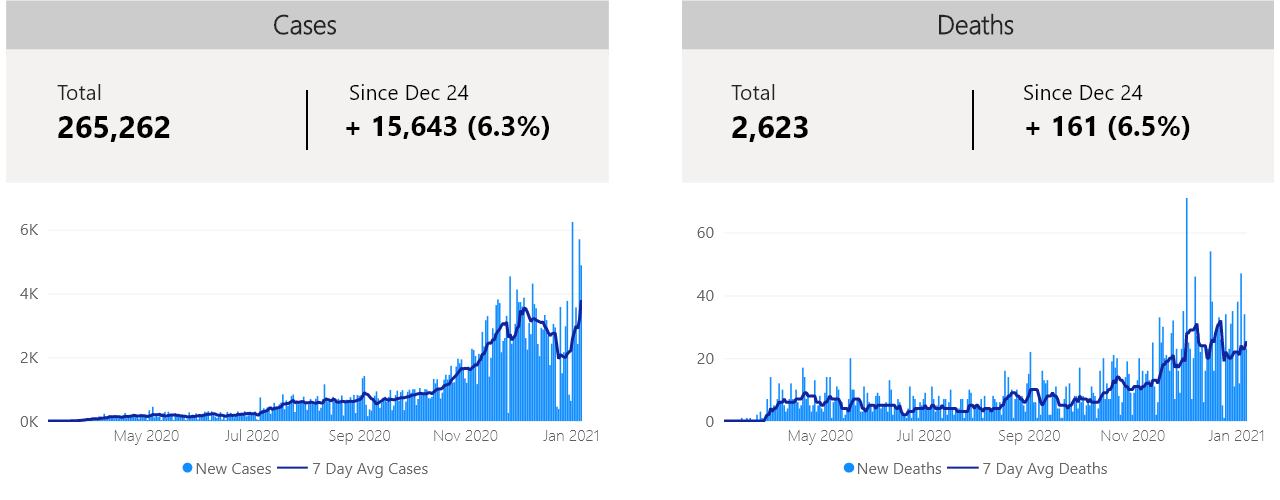 Cases
Total
265,262
Since Dec 24
+ 15,643 (6.3%)
6K
4K
2K
0K
May 2020
Jul 2020
Sep 2020
Nov 2020
Jan 2021
New Cases
7 Day Avg Cases
Deaths
Total
2,623
Since Dec 24
+ 161 (6.5%)
60
40
20
0
May 2020
Jul 2020
Sep 2020
Nov 2020
Jan 2021
New Deaths
7 Day Avg Deaths